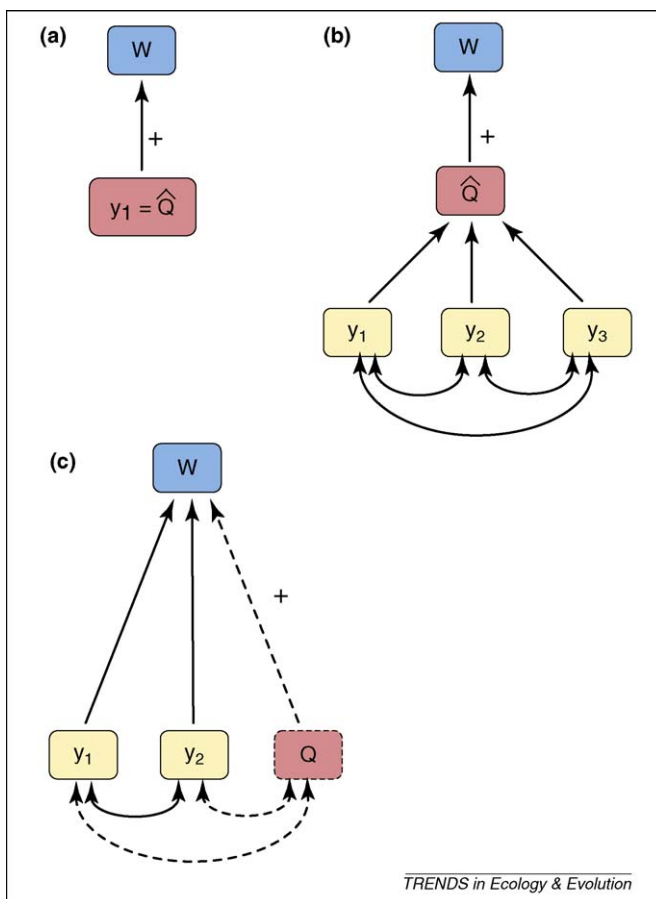 (a)
W
+
y₁ = Q̂
(b)
W
+
Q̂
y₁ y₂ y₃
(c)
W
+
y₁ y₂ Q
TRENDS in Ecology & Evolution